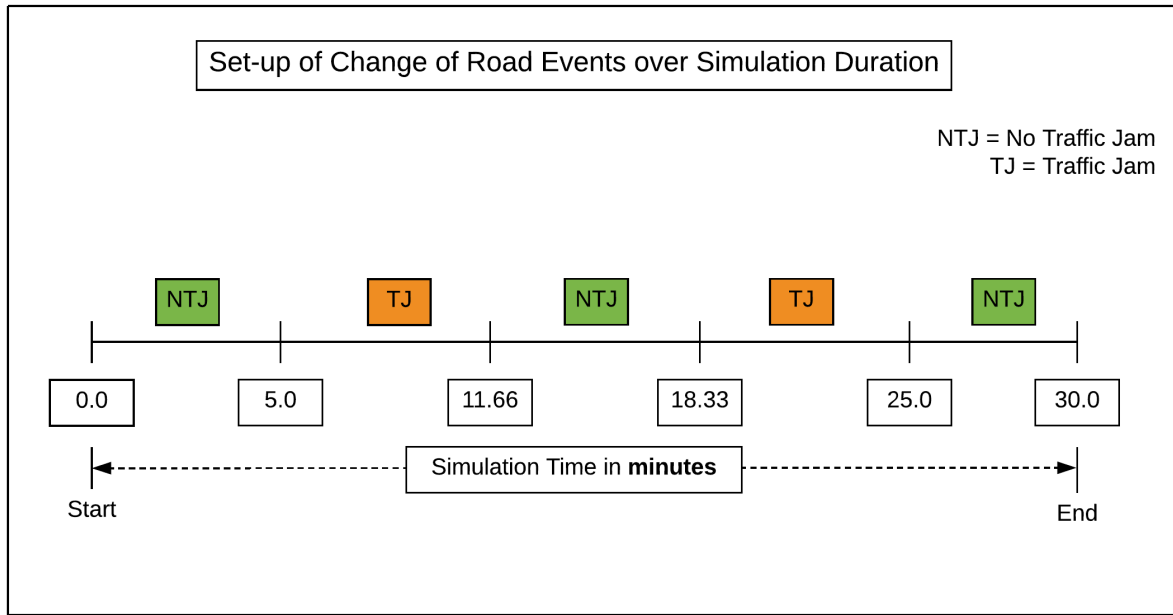 Set-up of Change of Road Events over Simulation Duration
NTJ = No Traffic Jam
TJ = Traffic Jam
NTJ TJ NTJ TJ NTJ
0.0 5.0 11.66 18.33 25.0 30.0
Simulation Time in minutes
Start End